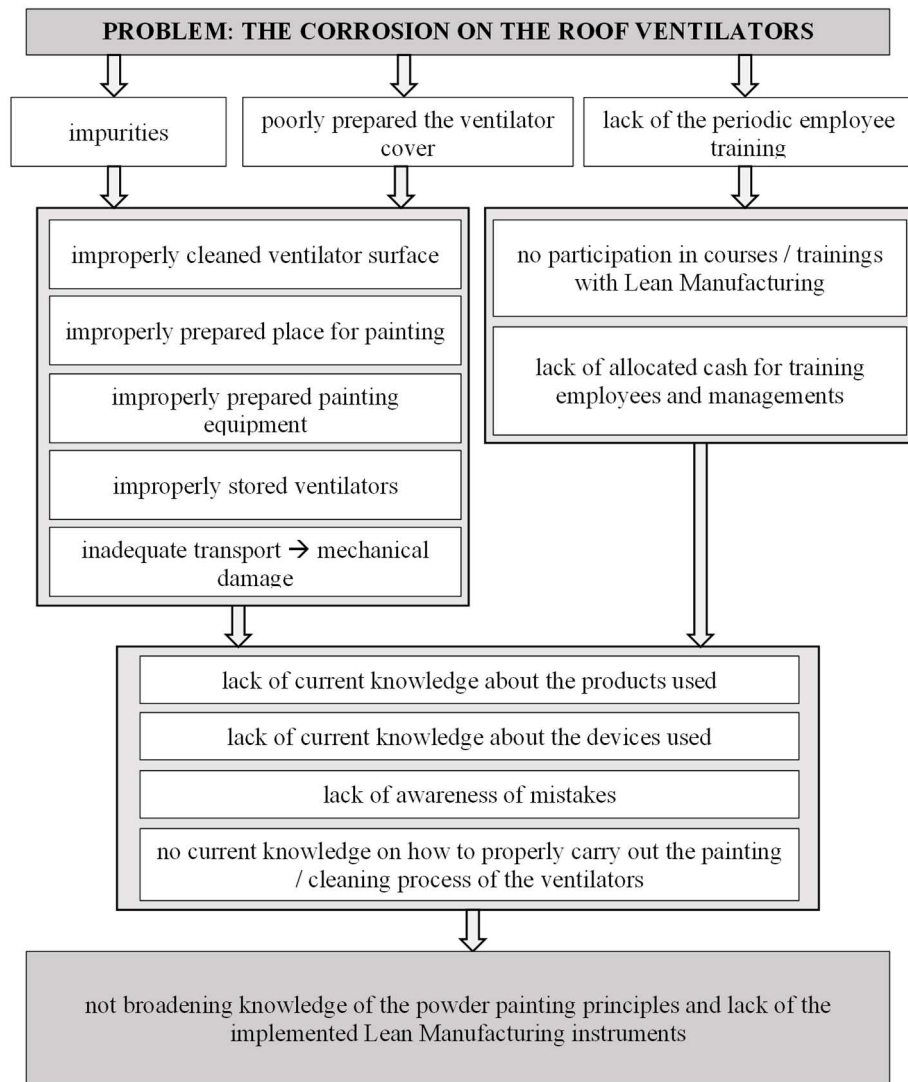 PROBLEM: THE CORROSION ON THE ROOF VENTILATORS
impurities
poorly prepared the ventilator
cover
lack of the periodic employee
training
improperly cleaned ventilator surface
improperly prepared place for painting
improperly prepared painting
equipment
improperly stored ventilators
inadequate transport → mechanical
damage
no participation in courses / trainings
with Lean Manufacturing
lack of allocated cash for training
employees and managements
lack of current knowledge about the products used
lack of current knowledge about the devices used
lack of awareness of mistakes
no current knowledge on how to properly carry out the painting
/ cleaning process of the ventilators
not broadening knowledge of the powder painting principles and lack of the
implemented Lean Manufacturing instruments